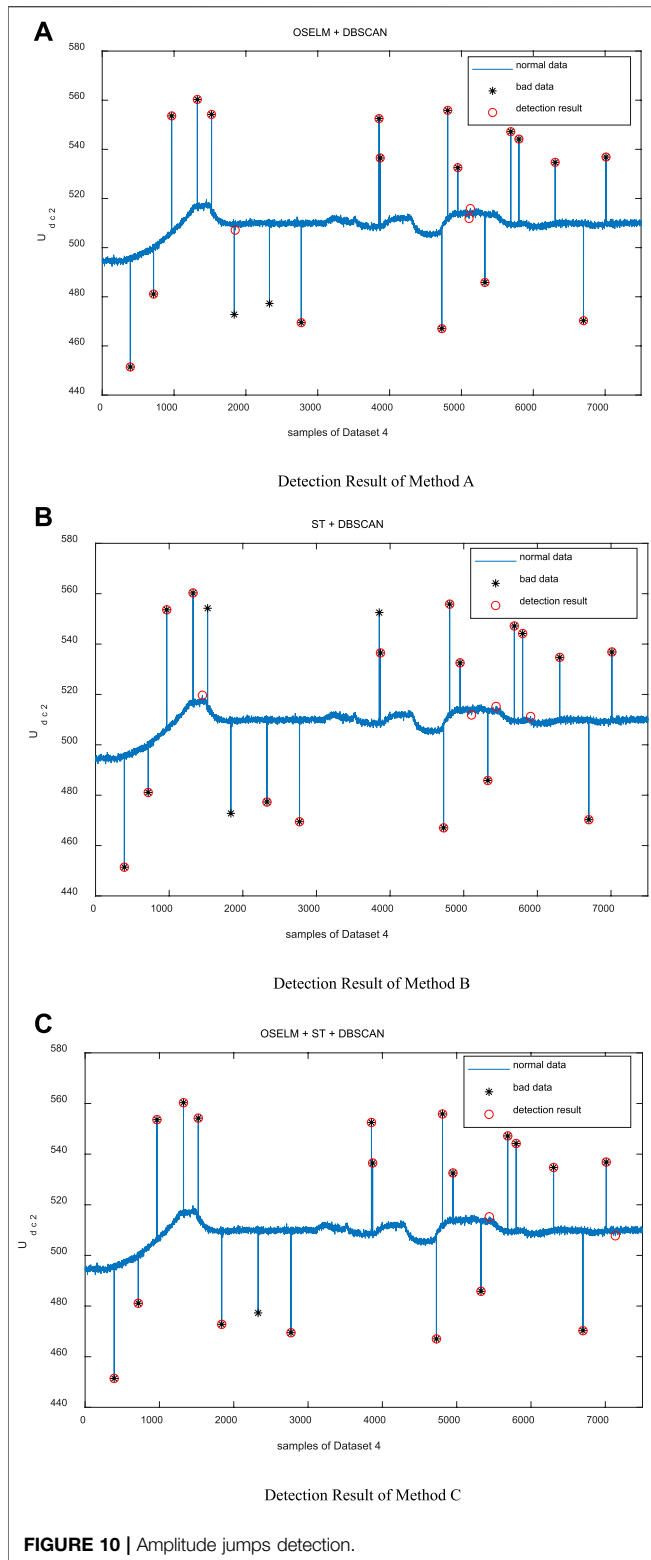 A
OSELM + DBSCAN
580
560
540
520
500
480
460
440
U dc2
normal data
bad data
detection result
0 1000 2000 3000 4000 5000 6000 7000
samples of Dataset 4
Detection Result of Method A
B
ST + DBSCAN
580
560
540
520
500
480
460
440
U dc2
normal data
bad data
detection result
0 1000 2000 3000 4000 5000 6000 7000
samples of Dataset 4
Detection Result of Method B
C
OSELM + ST + DBSCAN
580
560
540
520
500
480
460
440
U dc2
normal data
bad data
detection result
0 1000 2000 3000 4000 5000 6000 7000
samples of Dataset 4
Detection Result of Method C
FIGURE 10 | Amplitude jumps detection.